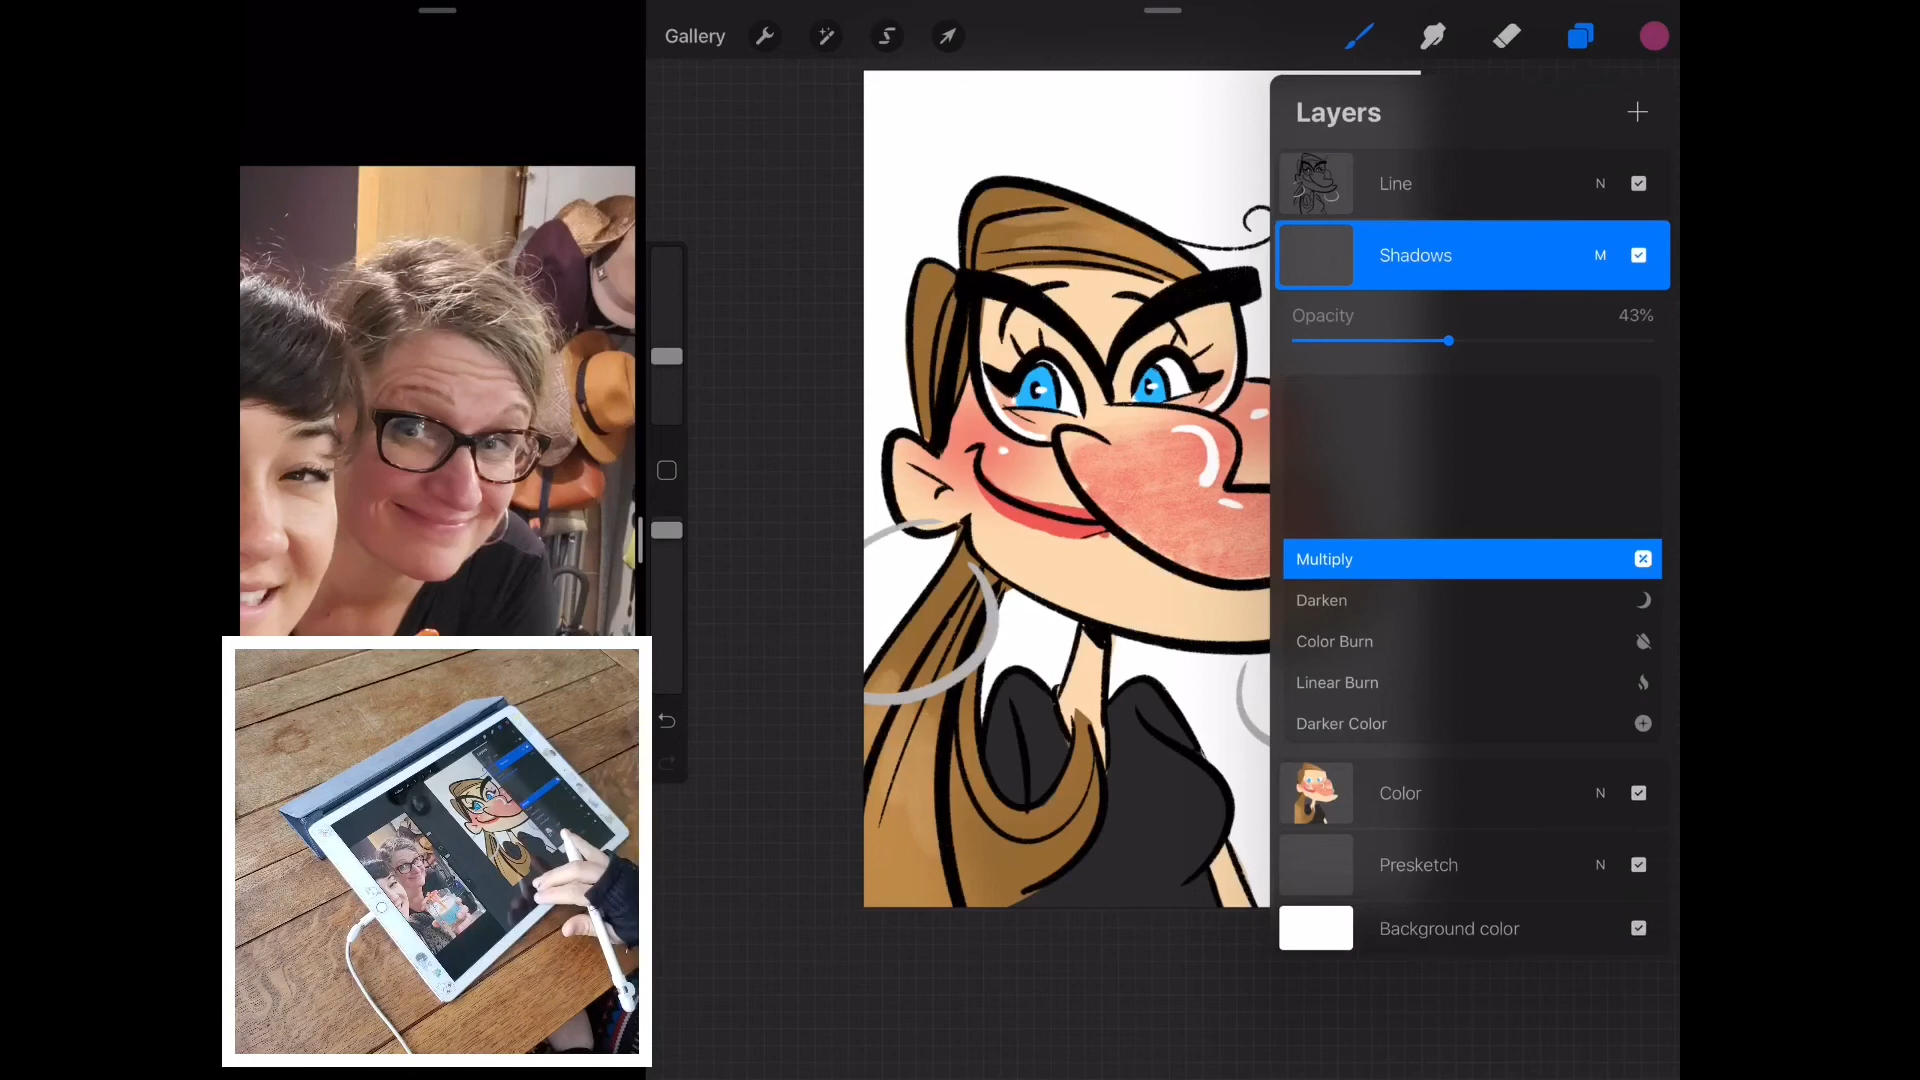 Gallery
Layers
Line N
Shadows M
Opacity 43%
Multiply
Darken
Color Burn
Linear Burn
Darker Color
Color N
Presketch N
Background color